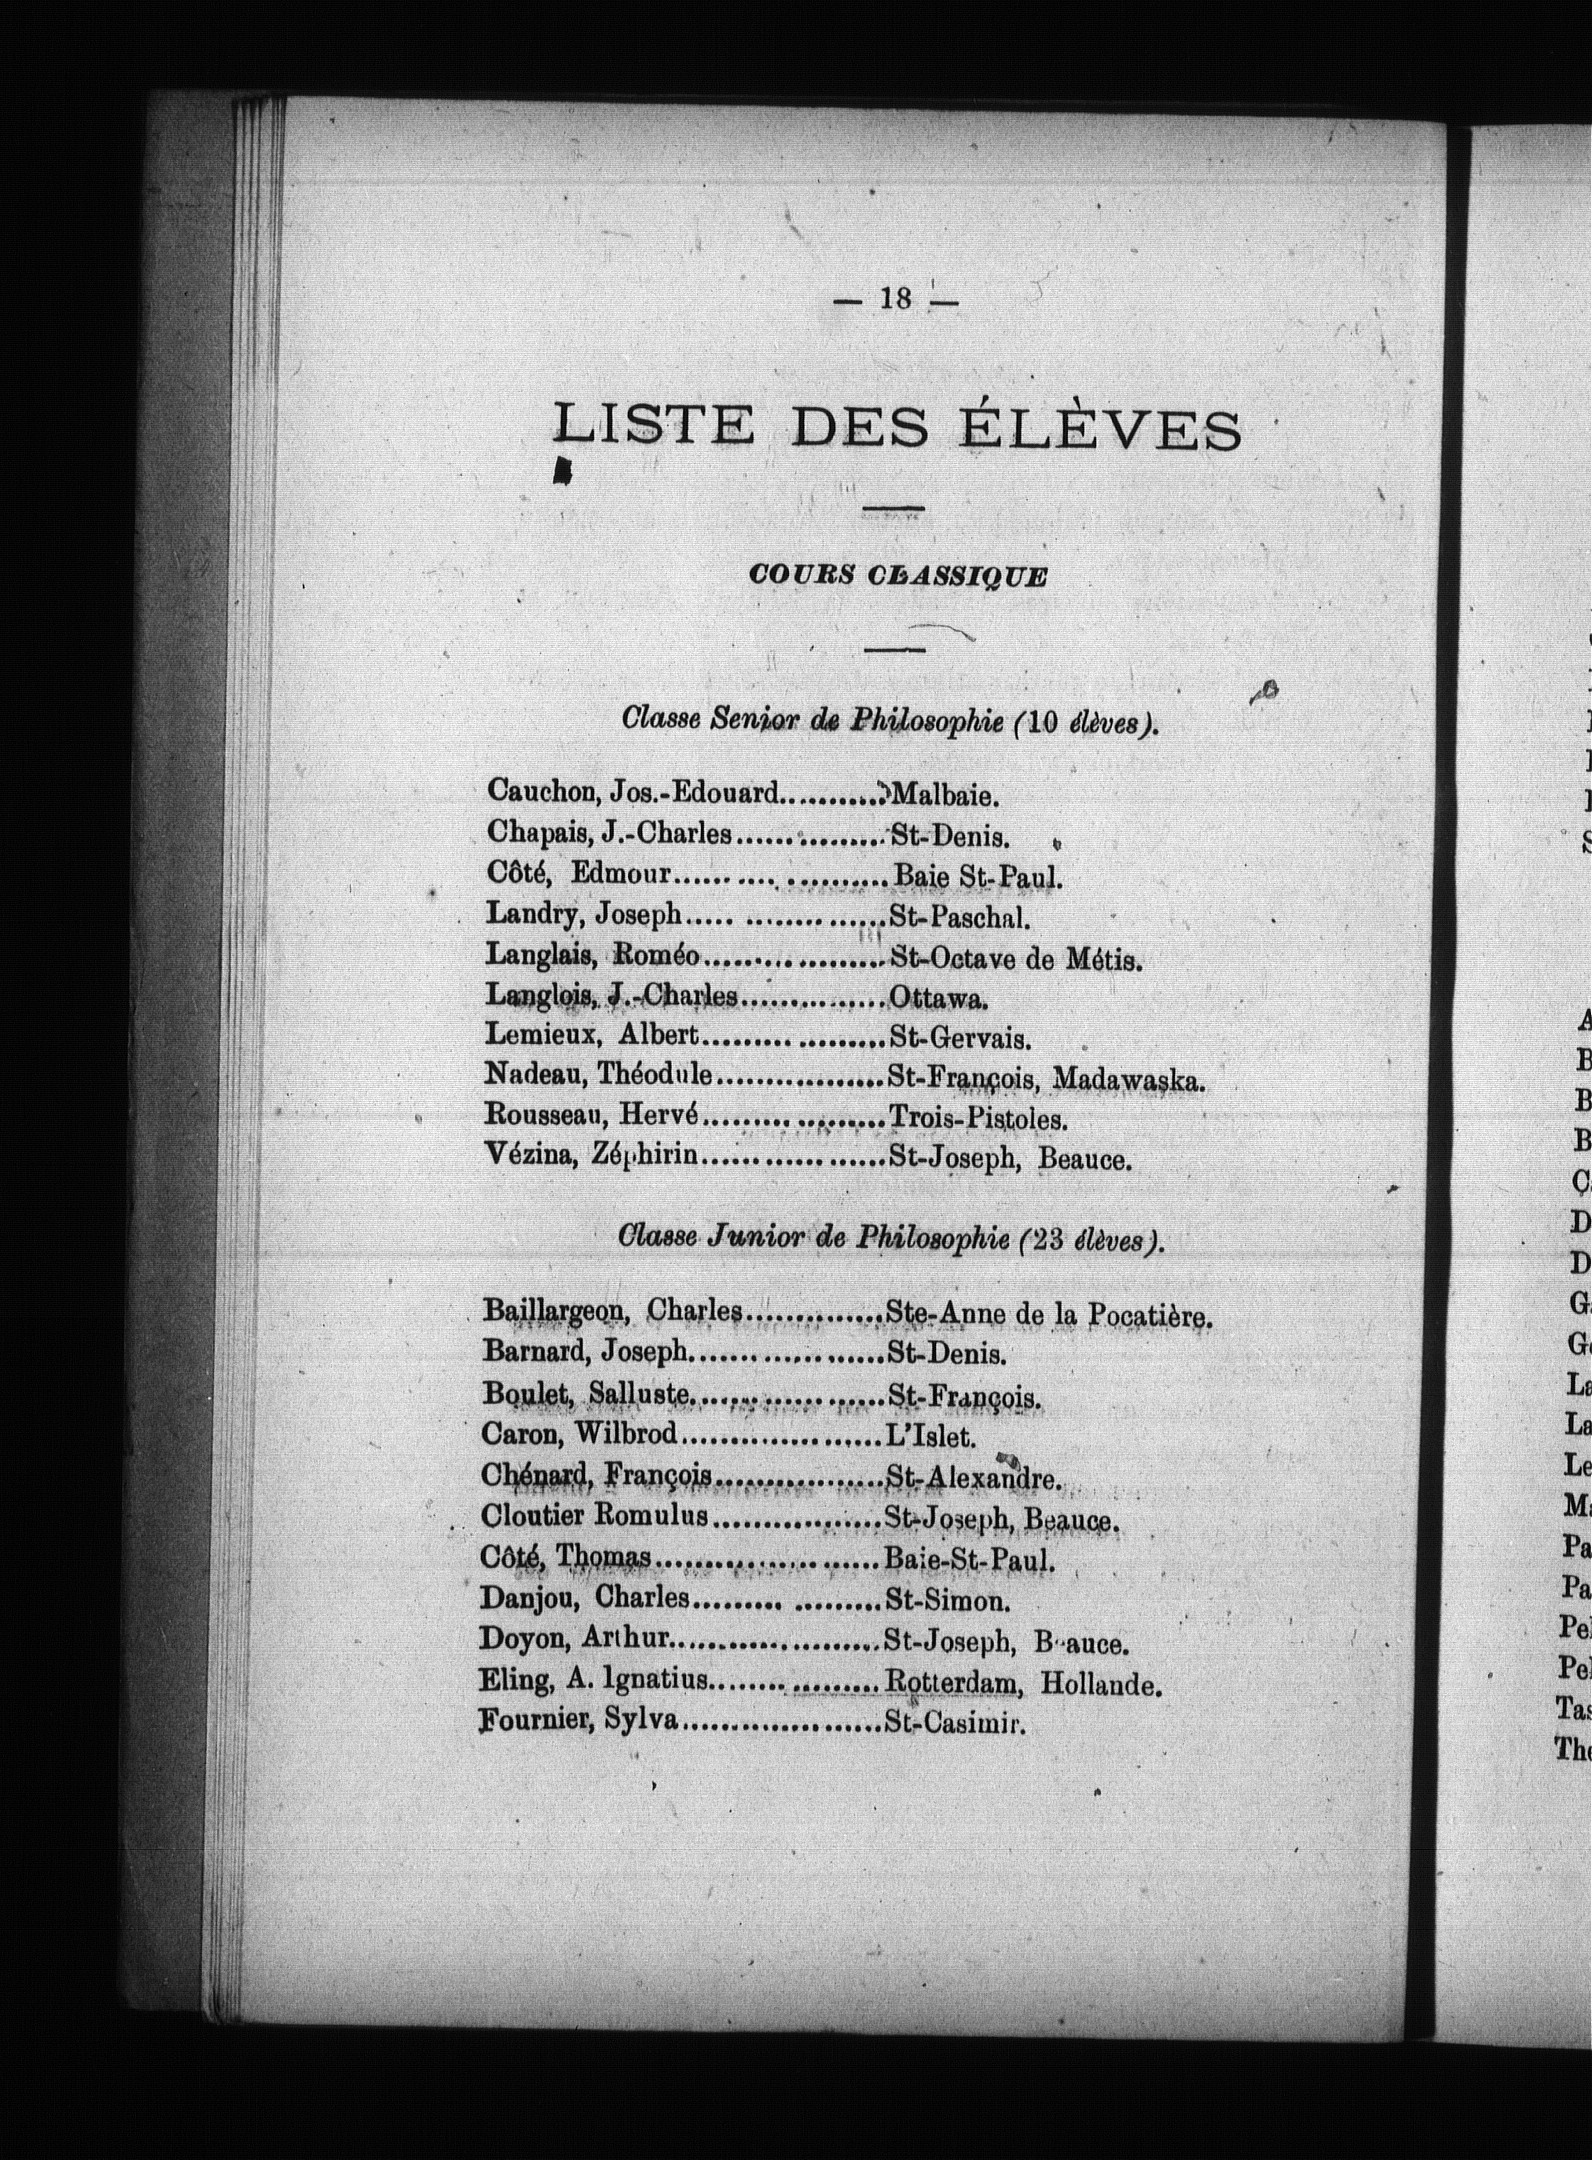 — 18 —
LISTE DES ÉLÈVES
COURS CLASSIQUE
Classe Senior de Philosophie (10 élèves).
Cauchon, Jos.-Edouard............Malbaie.
Chapais, J.-Charles................St-Denis.
Côté, Edmour...... .... ...........Baie St-Paul.
Landry, Joseph..... ........ ......St-Paschal.
Langlais, Roméo.......... .........St-Octave de Métis.
Langlois, J.-Charles...............Ottawa.
Lemieux, Albert......... .........St-Gervais.
Nadeau, Théodule.................St-François, Madawaska.
Rousseau, Hervé......... .........Trois-Pistoles.
Vézina, Zéphirin...... ...... ......St-Joseph, Beauce.
Classe Junior de Philosophie (23 élèves).
Baillargeon, Charles..............Ste-Anne de la Pocatière.
Barnard, Joseph....... ...... ......St-Denis.
Boulet, Salluste....... ...... ......St-François.
Caron, Wilbrod.............. ......L'Islet.
Chénard, François.................St-Alexandre.
Cloutier Romulus.................St-Joseph, Beauce.
Côté, Thomas................ ......Baie-St-Paul.
Danjou, Charles......... .........St-Simon.
Doyon, Arthur.....................St-Joseph, Beauce.
Eling, A. Ignatius........ .........Rotterdam, Hollande.
Fournier, Sylva....................St-Casimir.